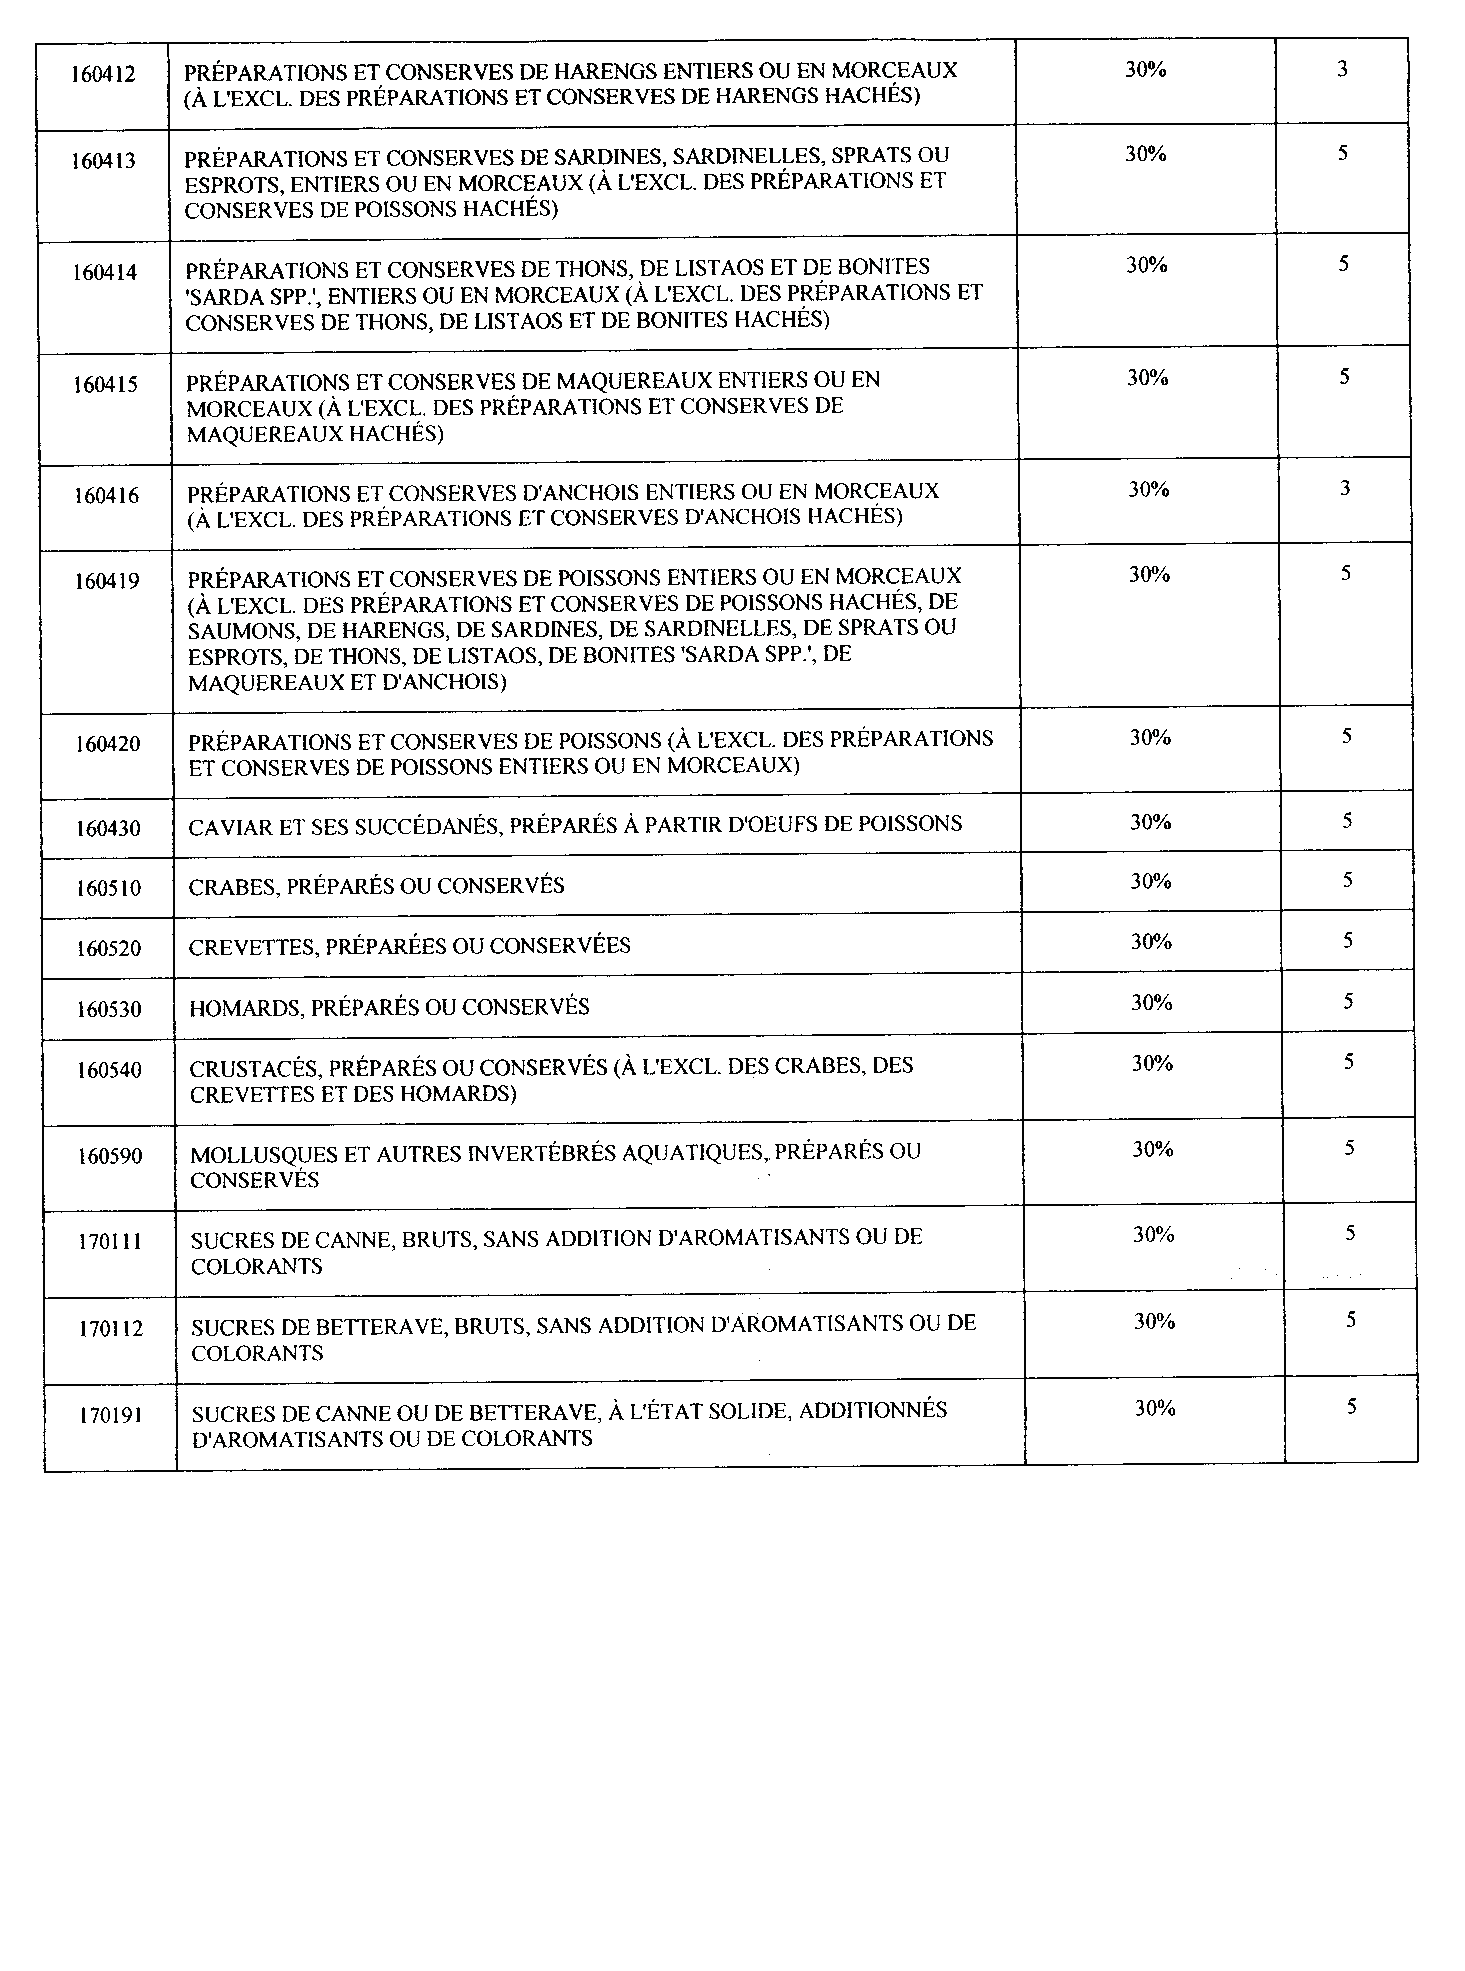 160412 PRÉPARATIONS ET CONSERVES DE HARENGS ENTIERS OU EN MORCEAUX 30% 3
(À L'EXCL. DES PRÉPARATIONS ET CONSERVES DE HARENGS HACHÉS)
160413 PRÉPARATIONS ET CONSERVES DE SARDINES, SARDINELLES, SPRATS OU 30% 5
ESPROTS, ENTIERS OU EN MORCEAUX (À L'EXCL. DES PRÉPARATIONS ET
CONSERVES DE POISSONS HACHÉS)
160414 PRÉPARATIONS ET CONSERVES DE THONS, DE LISTAOS ET DE BONITES 30% 5
'SARDA SPP.', ENTIERS OU EN MORCEAUX (À L'EXCL. DES PRÉPARATIONS ET
CONSERVES DE THONS, DE LISTAOS ET DE BONITES HACHÉS)
160415 PRÉPARATIONS ET CONSERVES DE MAQUEREAUX ENTIERS OU EN 30% 5
MORCEAUX (À L'EXCL. DES PRÉPARATIONS ET CONSERVES DE
MAQUEREAUX HACHÉS)
160416 PRÉPARATIONS ET CONSERVES D'ANCHOIS ENTIERS OU EN MORCEAUX 30% 3
(À L'EXCL. DES PRÉPARATIONS ET CONSERVES D'ANCHOIS HACHÉS)
160419 PRÉPARATIONS ET CONSERVES DE POISSONS ENTIERS OU EN MORCEAUX 30% 5
(À L'EXCL. DES PRÉPARATIONS ET CONSERVES DE POISSONS HACHÉS, DE
SAUMONS, DE HARENGS, DE SARDINES, DE SARDINELLES, DE SPRATS OU
ESPROTS, DE THONS, DE LISTAOS, DE BONITES 'SARDA SPP.', DE
MAQUEREAUX ET D'ANCHOIS)
160420 PRÉPARATIONS ET CONSERVES DE POISSONS (À L'EXCL. DES PRÉPARATIONS 30% 5
ET CONSERVES DE POISSONS ENTIERS OU EN MORCEAUX)
160430 CAVIAR ET SES SUCCÉDANÉS, PRÉPARÉS À PARTIR D'OEUFS DE POISSONS 30% 5
160510 CRABES, PRÉPARÉS OU CONSERVÉS 30% 5
160520 CREVETTES, PRÉPARÉES OU CONSERVÉES 30% 5
160530 HOMARDS, PRÉPARÉS OU CONSERVÉS 30% 5
160540 CRUSTACÉS, PRÉPARÉS OU CONSERVÉS (À L'EXCL. DES CRABES, DES 30% 5
CREVETTES ET DES HOMARDS)
160590 MOLLUSQUES ET AUTRES INVERTÉBRÉS AQUATIQUES, PRÉPARÉS OU 30% 5
CONSERVÉS
170111 SUCRES DE CANNE, BRUTS, SANS ADDITION D'AROMATISANTS OU DE 30% 5
COLORANTS
170112 SUCRES DE BETTERAVE, BRUTS, SANS ADDITION D'AROMATISANTS OU DE 30% 5
COLORANTS
170191 SUCRES DE CANNE OU DE BETTERAVE, À L'ÉTAT SOLIDE, ADDITIONNÉS 30% 5
D'AROMATISANTS OU DE COLORANTS